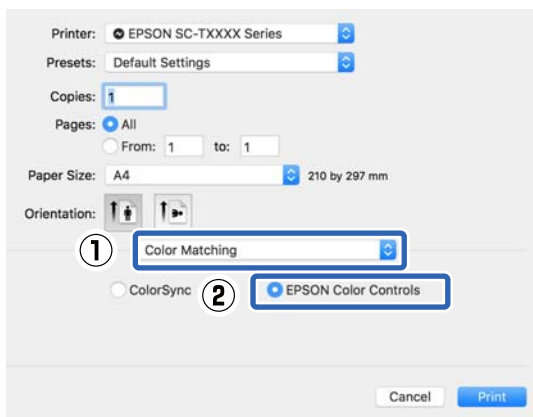 Printer: EPSON SC-TXXXX Series
Presets: Default Settings
Copies: 1
Pages: All
From: 1 to: 1
Paper Size: A4 210 by 297 mm
Orientation:
① Color Matching
ColorSync ② EPSON Color Controls
Cancel Print